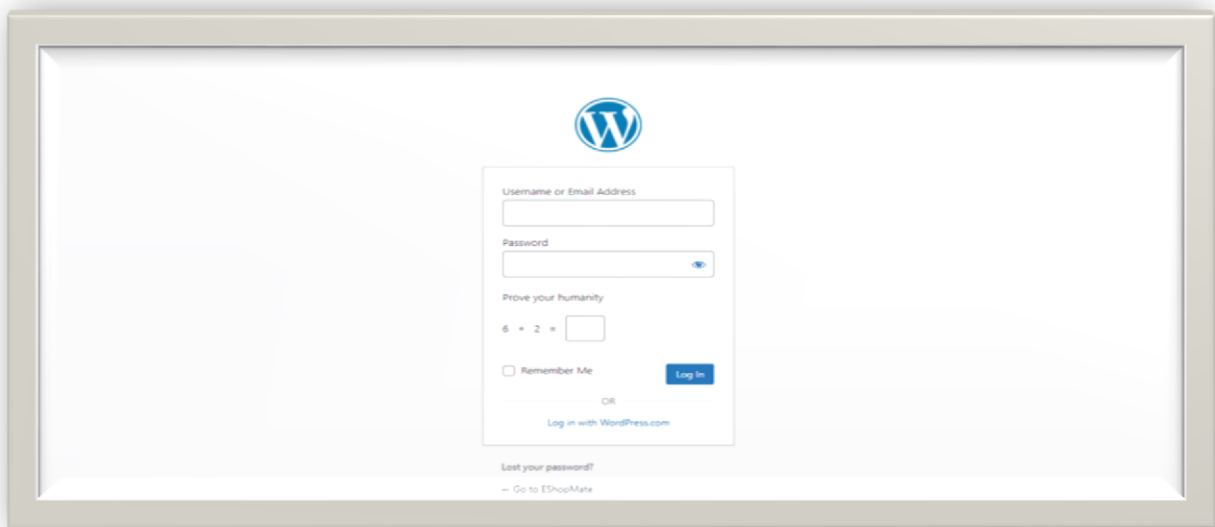 Username or Email Address
Password
Prove your humanity
6 + 2 =
Remember Me
Log In
OR
Log in with WordPress.com
Lost your password?
← Go to EShopMate